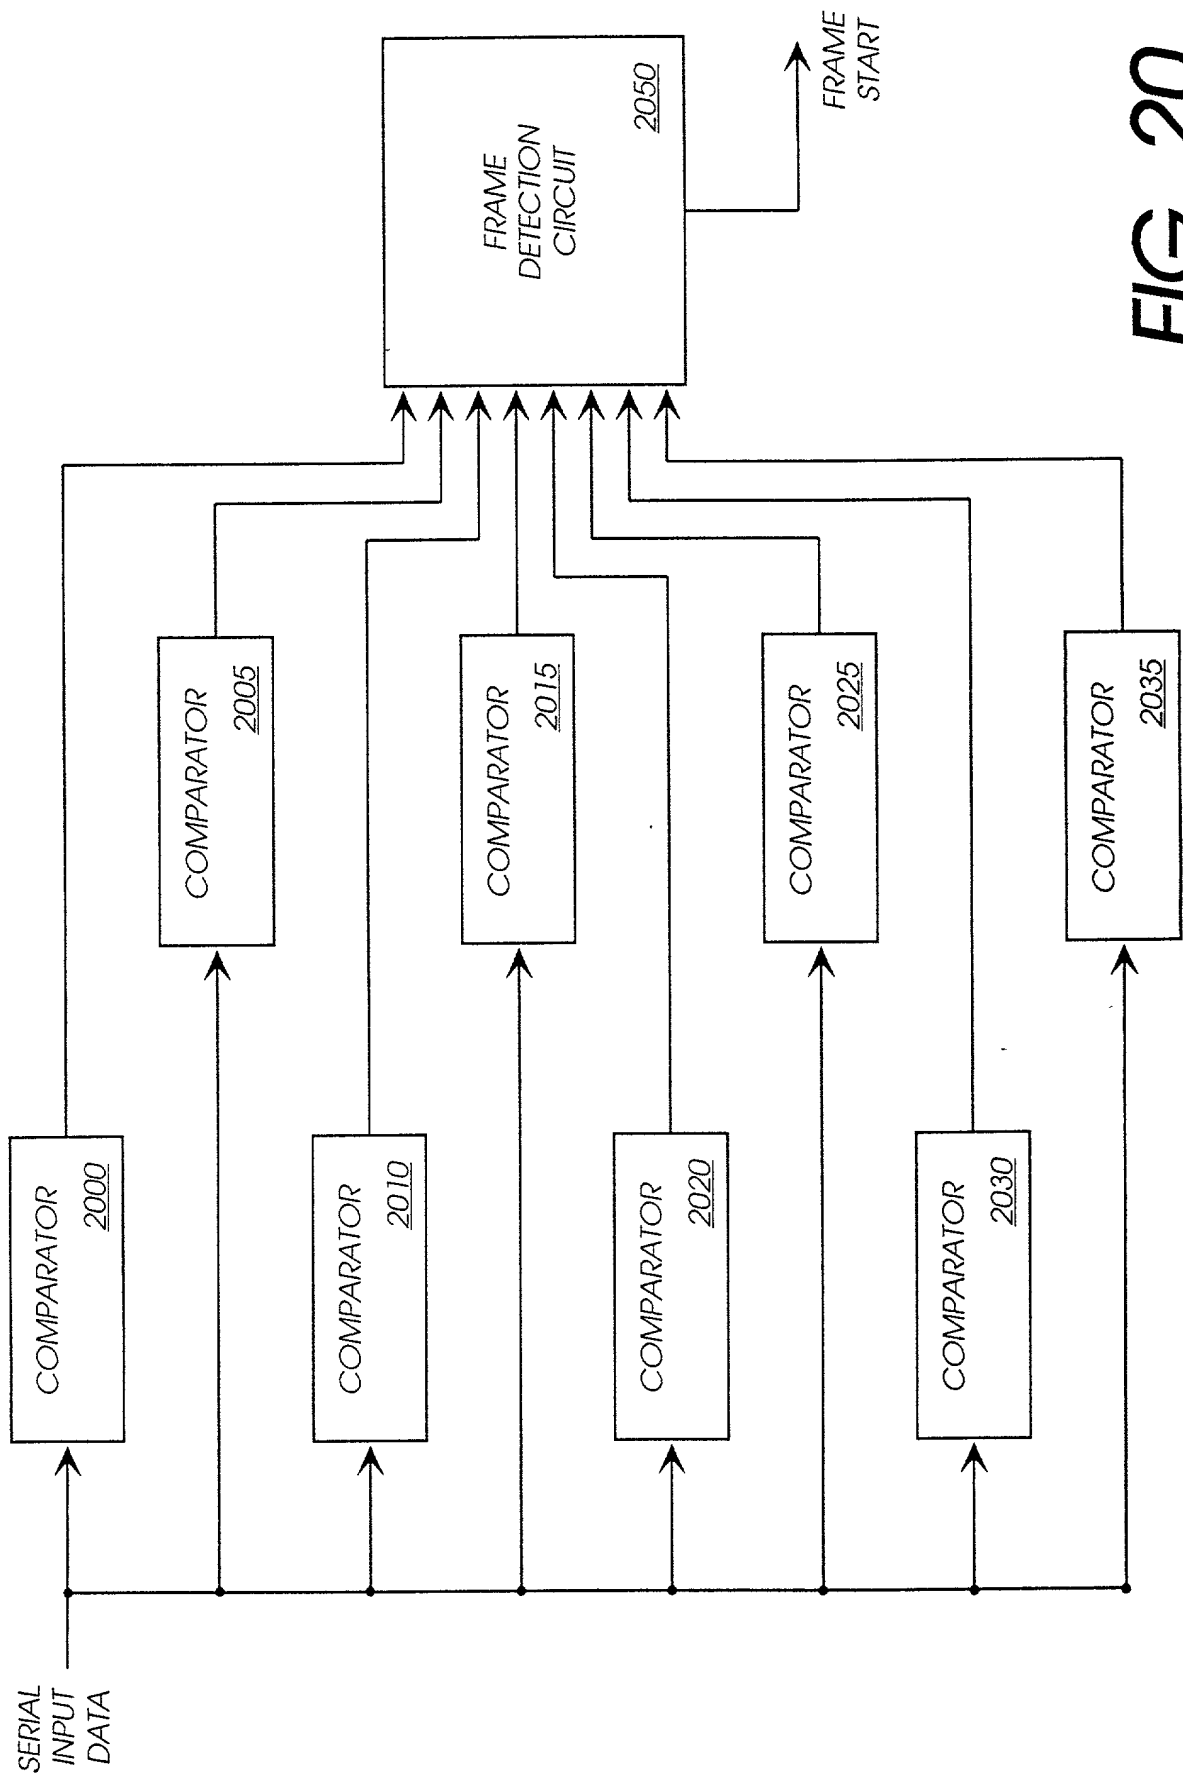 SERIAL
INPUT
DATA
COMPARATOR
2000
COMPARATOR
2005
COMPARATOR
2010
COMPARATOR
2015
COMPARATOR
2020
COMPARATOR
2025
COMPARATOR
2030
COMPARATOR
2035
FRAME
DETECTION
CIRCUIT
2050
FRAME
START
FIG. 20